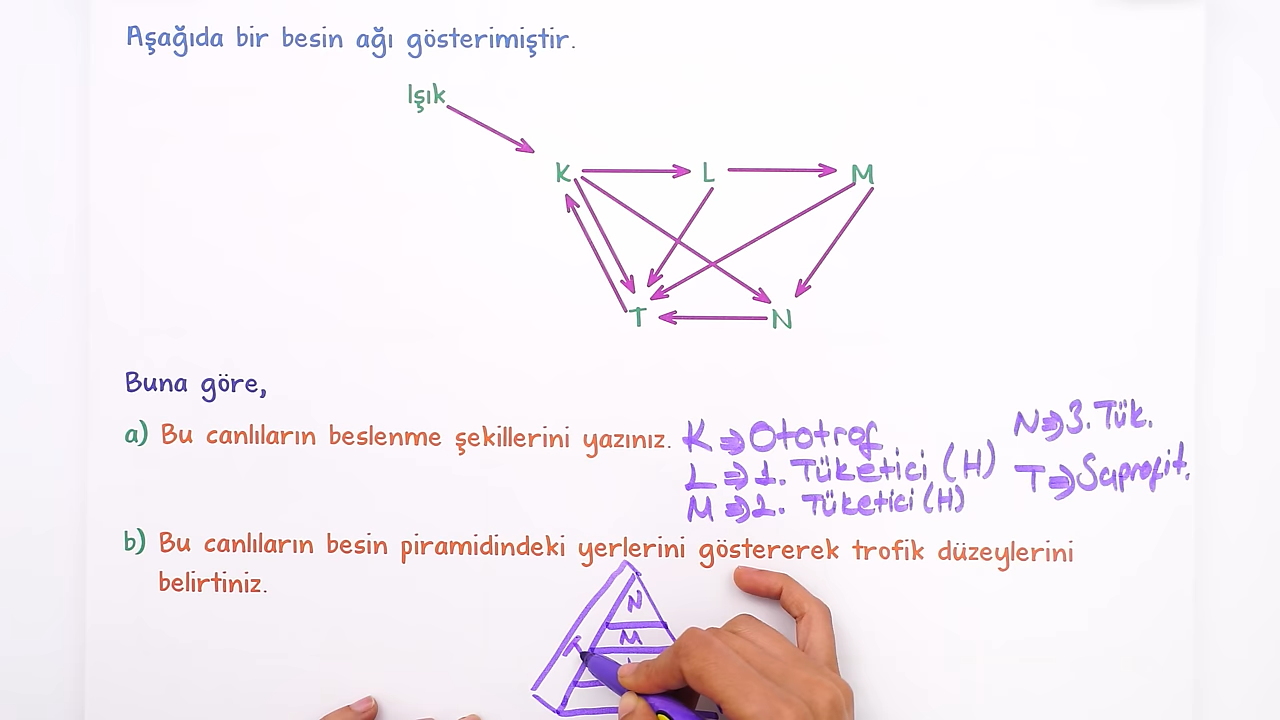 Aşağıda bir besin ağı gösterimiştir.
Işık
K L M
T N
Buna göre,
a) Bu canlıların beslenme şekillerini yazınız.
K ⇒ Ototrof
L ⇒ 1. Tüketici (H)
M ⇒ 2. Tüketici (H)
N ⇒ 3. Tük.
T ⇒ Saprofit.
b) Bu canlıların besin piramidindeki yerlerini göstererek trofik düzeylerini
belirtiniz.
N
M